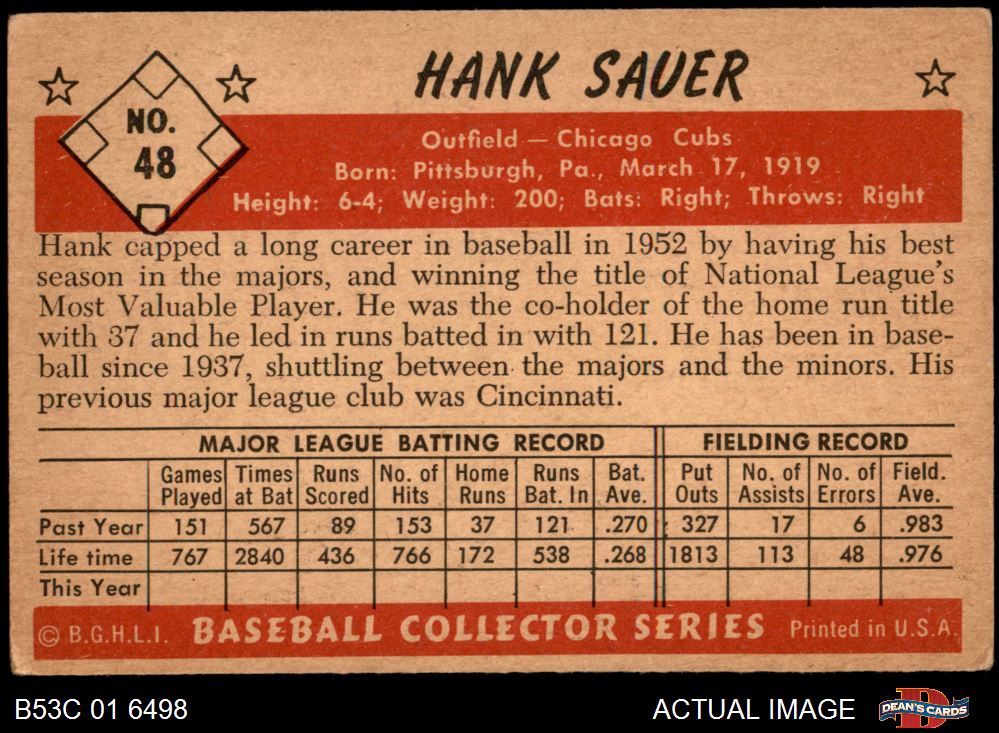 HANK SAUER
NO.
48
Outfield — Chicago Cubs
Born: Pittsburgh, Pa., March 17, 1919
Height: 6-4; Weight: 200; Bats: Right; Throws: Right
Hank capped a long career in baseball in 1952 by having his best
season in the majors, and winning the title of National League's
Most Valuable Player. He was the co-holder of the home run title
with 37 and he led in runs batted in with 121. He has been in base-
ball since 1937, shuttling between the majors and the minors. His
previous major league club was Cincinnati.
MAJOR LEAGUE BATTING RECORD FIELDING RECORD
Games Times Runs No. of Home Runs Bat. Put No. of No. of Field.
Played at Bat Scored Hits Runs Bat. In Ave. Outs Assists Errors Ave.
Past Year 151 567 89 153 37 121 .270 327 17 6 .983
Life time 767 2840 436 766 172 538 .268 1813 113 48 .976
This Year
© B.G.H.L.I. BASEBALL COLLECTOR SERIES Printed in U.S.A.
B53C 01 6498 ACTUAL IMAGE DEAN'S CARDS